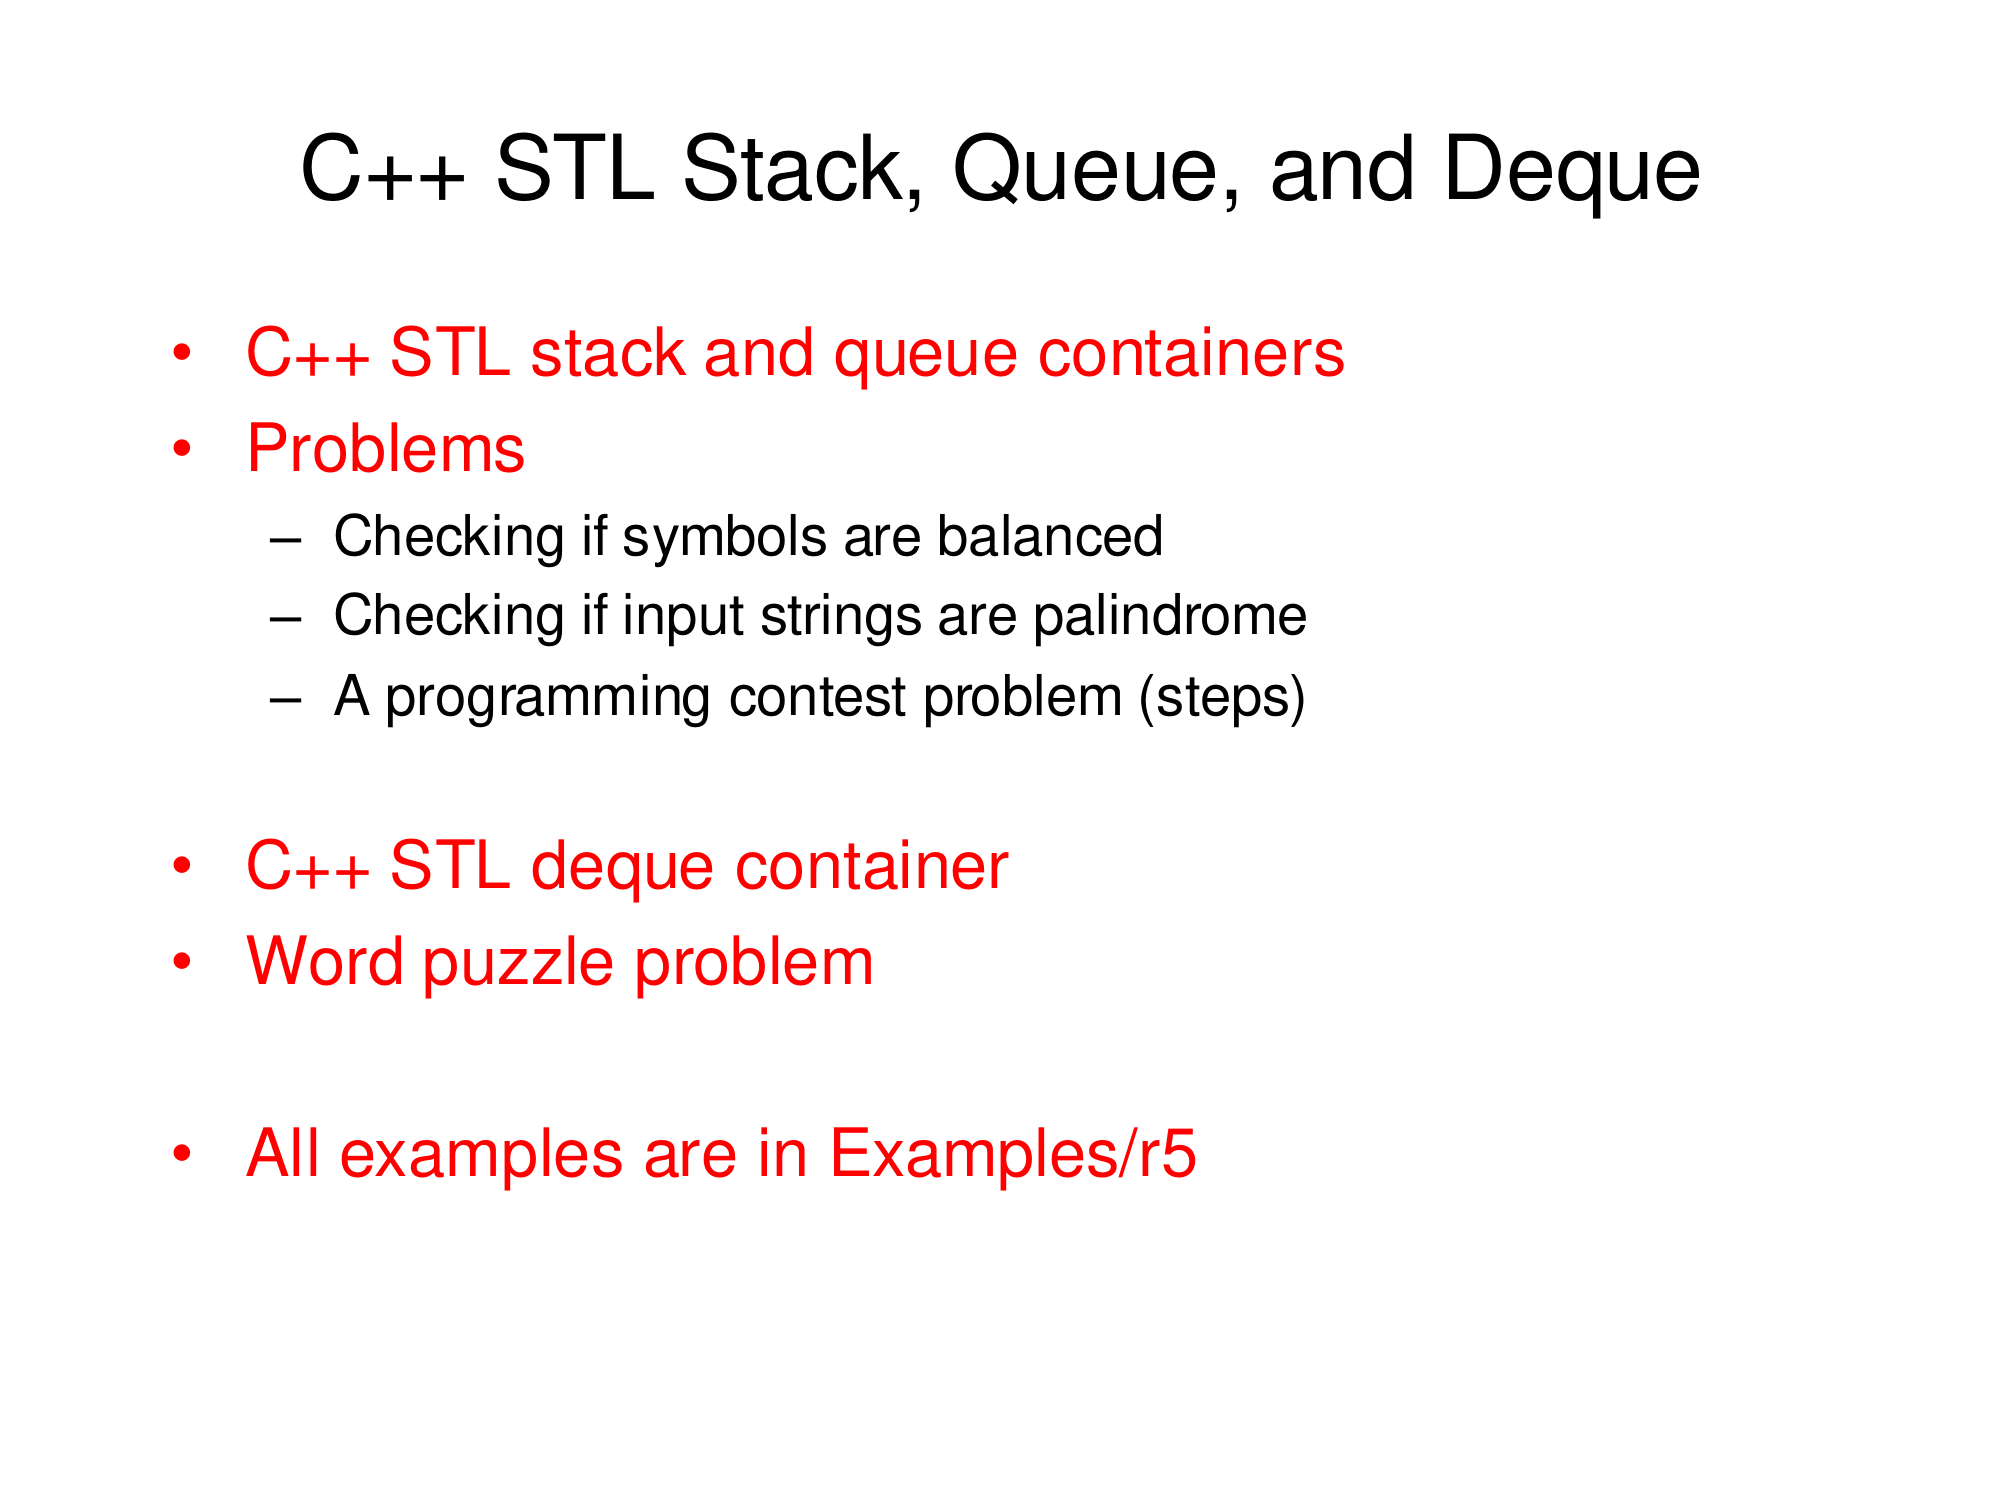 C++ STL Stack, Queue, and Deque
• C++ STL stack and queue containers
• Problems
– Checking if symbols are balanced
– Checking if input strings are palindrome
– A programming contest problem (steps)
• C++ STL deque container
• Word puzzle problem
• All examples are in Examples/r5